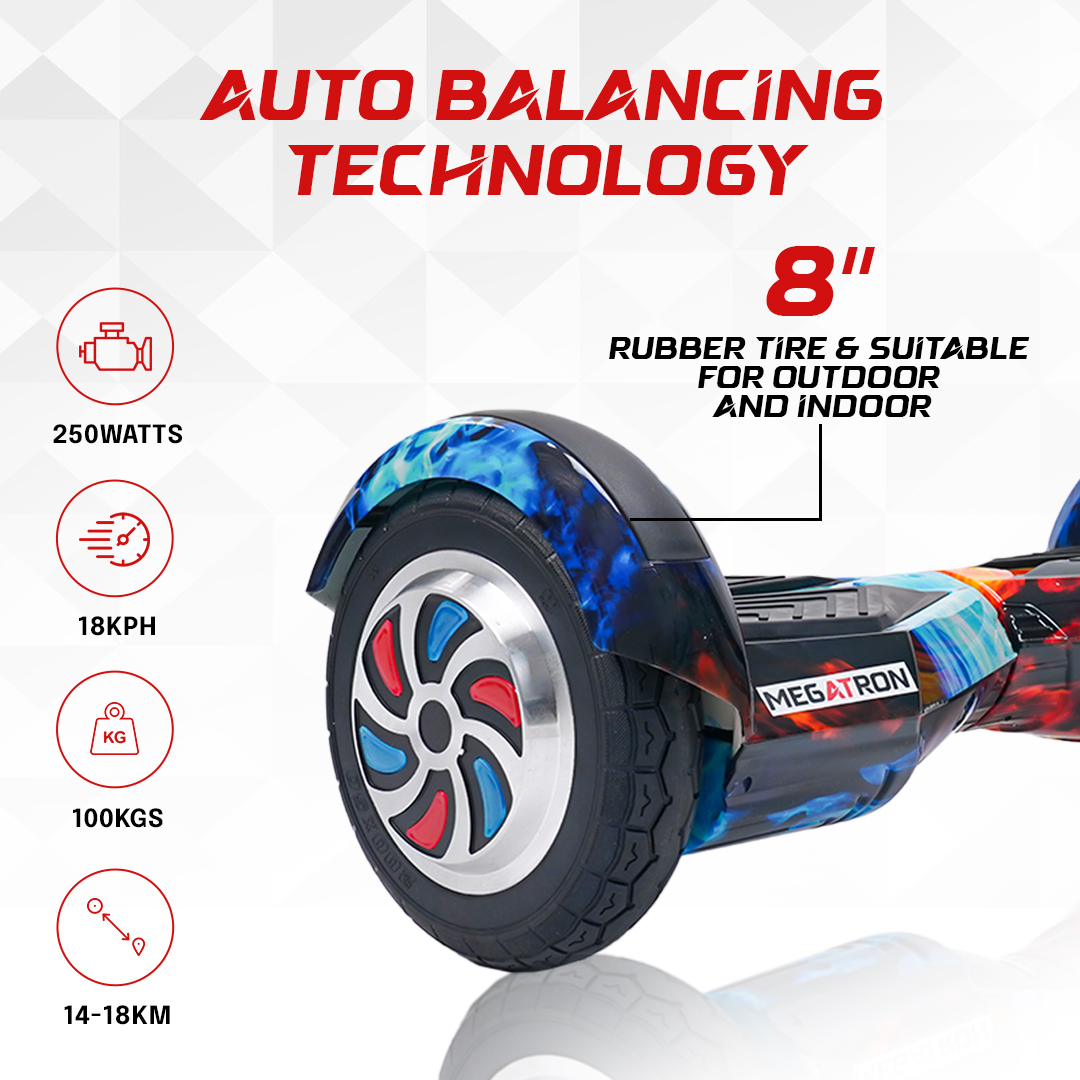 AUTO BALANCING
TECHNOLOGY
8"
RUBBER TIRE & SUITABLE
FOR OUTDOOR
AND INDOOR
250WATTS
18KPH
KG
100KGS
14-18KM
MEGATRON